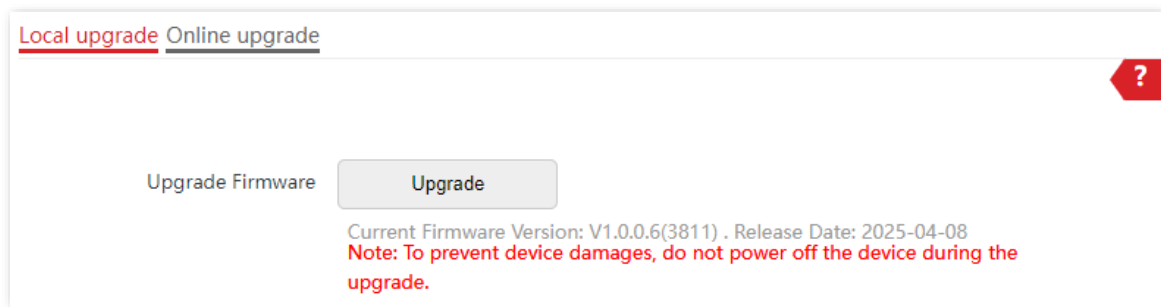 Local upgrade Online upgrade
?
Upgrade Firmware Upgrade
Current Firmware Version: V1.0.0.6(3811) . Release Date: 2025-04-08
Note: To prevent device damages, do not power off the device during the
upgrade.